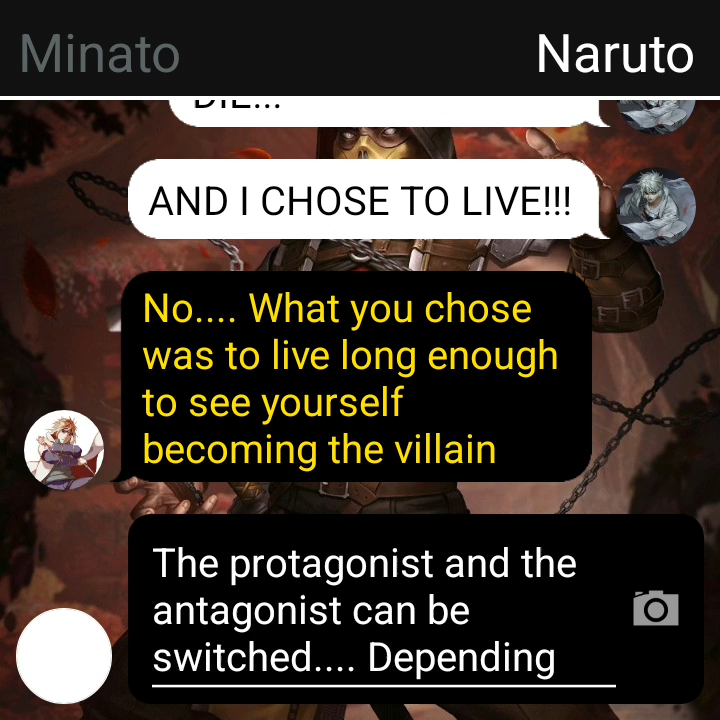 Minato
Naruto
DIE...
AND I CHOSE TO LIVE!!!
No.... What you chose
was to live long enough
to see yourself
becoming the villain
The protagonist and the
antagonist can be
switched.... Depending